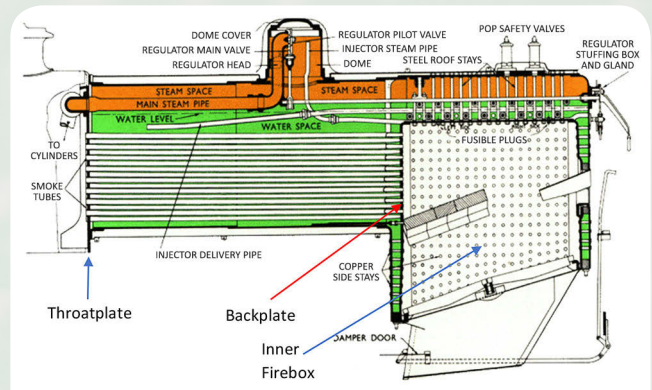 DOME COVER
REGULATOR MAIN VALVE
REGULATOR HEAD
REGULATOR PILOT VALVE
INJECTOR STEAM PIPE
DOME
POP SAFETY VALVES
STEEL ROOF STAYS
REGULATOR
STUFFING BOX
AND GLAND
STEAM SPACE
STEAM SPACE
MAIN STEAM PIPE
WATER LEVEL
WATER SPACE
TO
CYLINDERS
FUSIBLE PLUGS
SMOKE
TUBES
INJECTOR DELIVERY PIPE
COPPER
SIDE STAYS
Throatplate
Backplate
Inner
Firebox
DAMPER DOOR